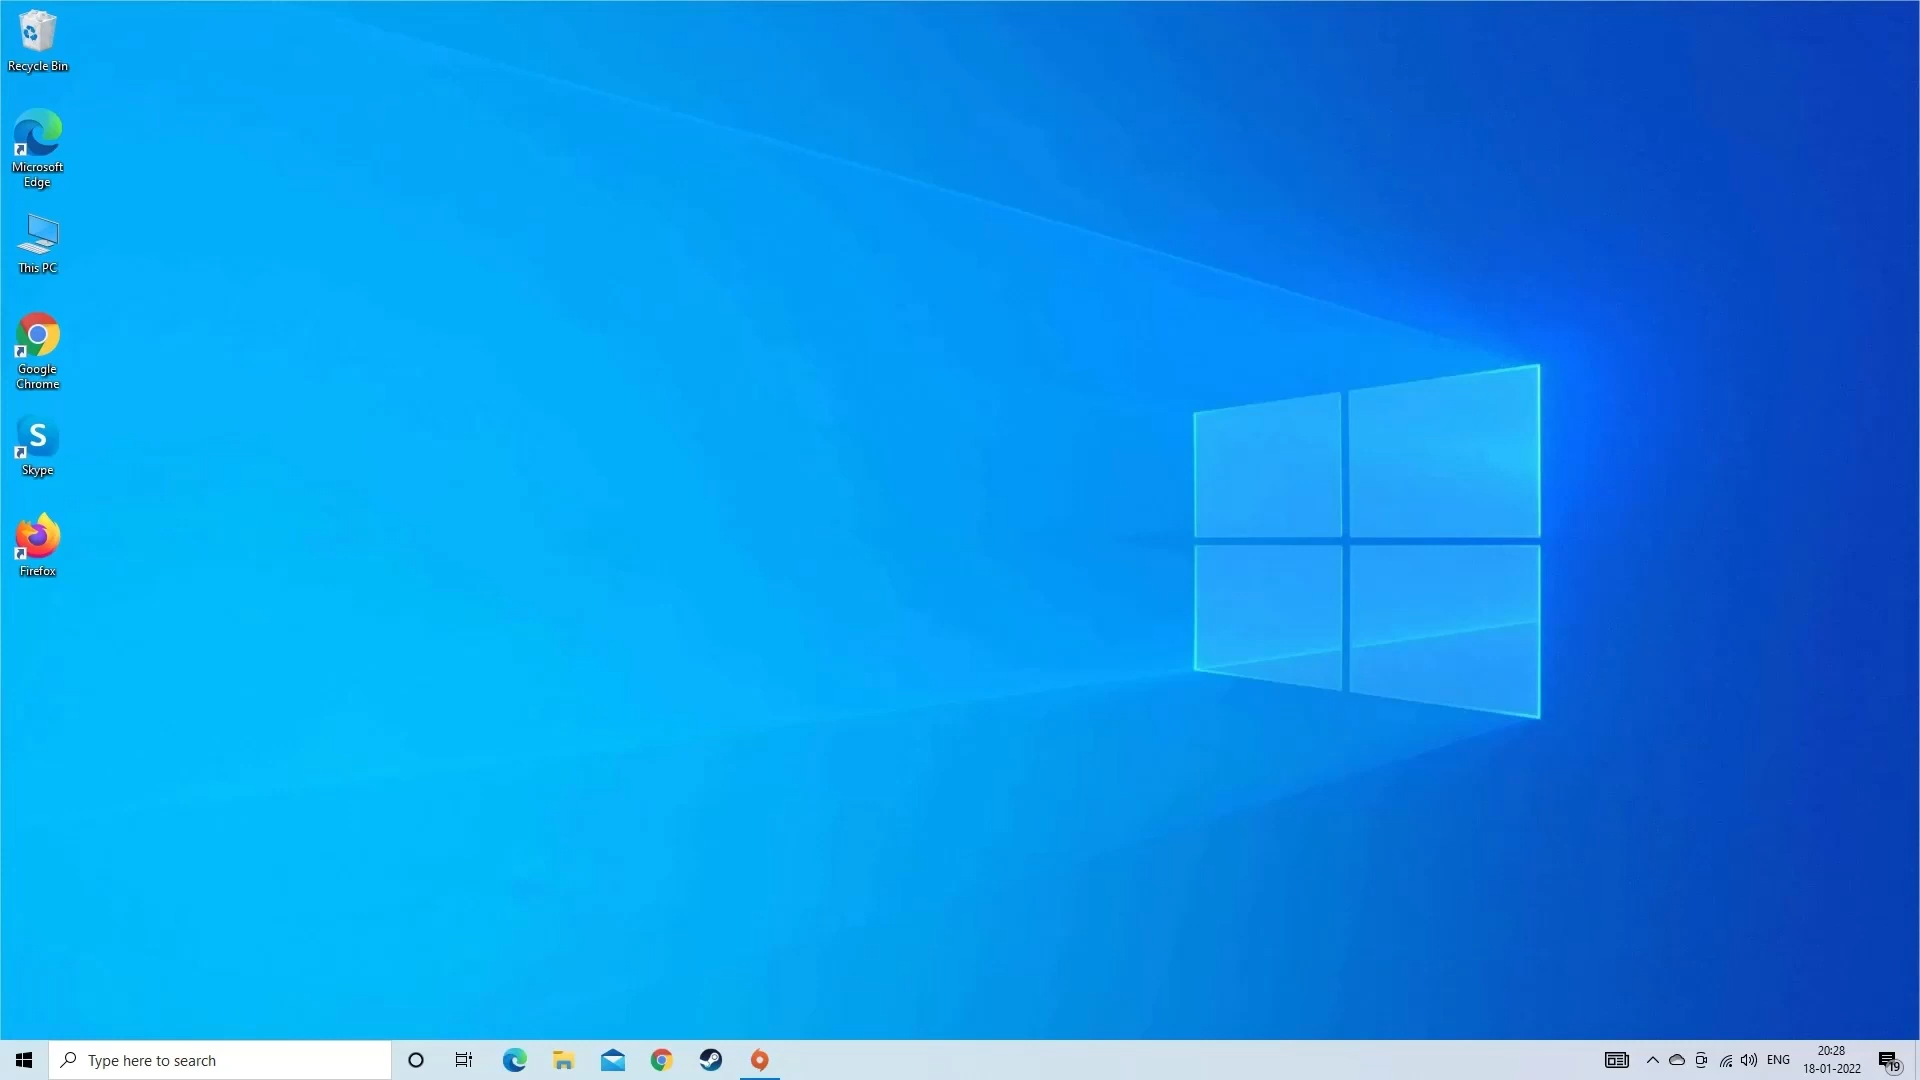 Recycle Bin
Microsoft
Edge
This PC
Google
Chrome
S
Skype
Firefox
Type here to search
ENG
20:28
18-01-2022
19